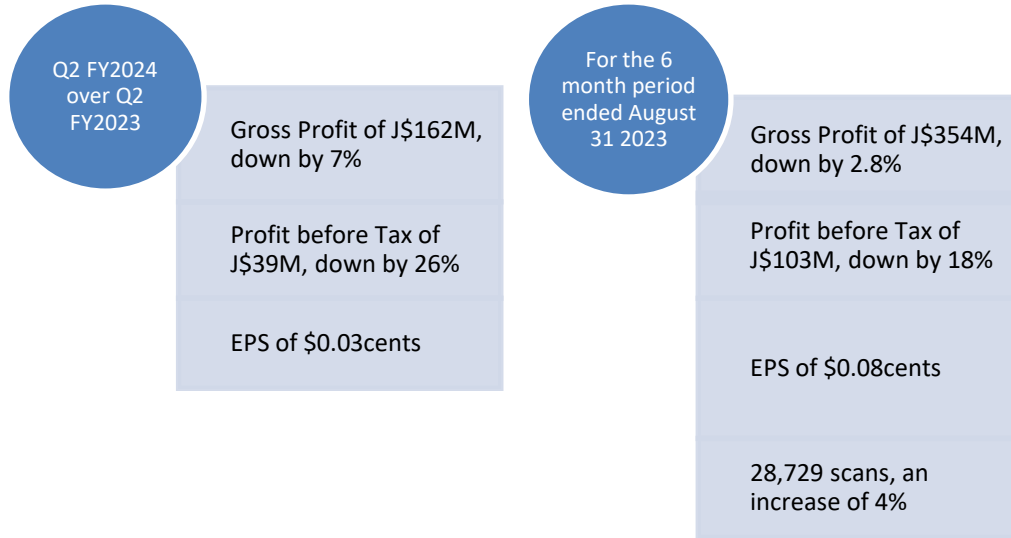 Q2 FY2024
over Q2
FY2023
Gross Profit of J$162M,
down by 7%
Profit before Tax of
J$39M, down by 26%
EPS of $0.03cents
For the 6
month period
ended August
31 2023
Gross Profit of J$354M,
down by 2.8%
Profit before Tax of
J$103M, down by 18%
EPS of $0.08cents
28,729 scans, an
increase of 4%